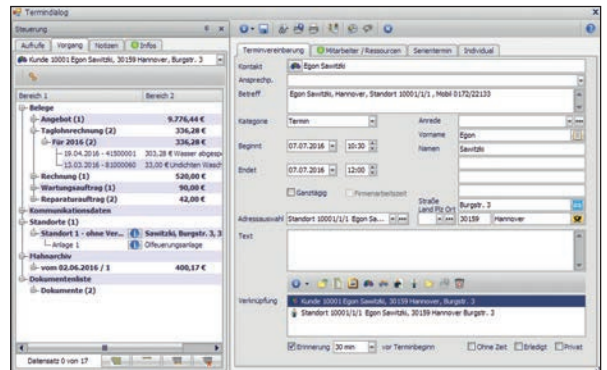 Termindialog
Steuerung
Aufrufe Vorgang Notizen Infos
Kunde 10001 Egon Sawitzki, 30159 Hannover, Burgstr. 3
Bereich 1 Bereich 2
Belege
Angebot (1) 9.776,44 €
Taglohnrechnung (2) 336,28 €
Für 2016 (2) 336,28 €
19.04.2016 - 41500001 303,28 € Wasser abgesp
13.03.2016 - 81000060 33,00 € Undichten Wasch
Rechnung (1) 520,00 €
Wartungsauftrag (1) 90,00 €
Reparaturauftrag (2) 42,00 €
Kommunikationsdaten
Standorte (1)
Standort 1 - ohne Ver... Sawitzki, Burgstr. 3, 3
Anlage 1 Ölfeuerungsanlage
Mahnarchiv
vom 02.06.2016 / 1 400,17 €
Dokumentenliste
Dokumente (2)
Datensatz 0 von 17
Terminvereinbarung Mitarbeiter / Ressourcen Serientermin Individual
Kontakt Egon Sawitzki
Ansprechp.
Betreff Egon Sawitzki, Hannover, Standort 10001/1/1 , Mobil 0172/22133
Kategorie Termin Anrede
Vorname Egon
Beginnt 07.07.2016 10:30 Namen Sawitzki
Endet 07.07.2016 12:00
Ganztägig Firmenarbeitszeit
Straße Burgstr. 3
Land Plz Ort 30159 Hannover
Adressauswahl Standort 10001/1/1 Egon Sa...
Text
Verknüpfung Kunde 10001 Egon Sawitzki, 30159 Hannover, Burgstr. 3
Standort 10001/1/1 Egon Sawitzki, 30159 Hannover Burgstr. 3
Erinnerung 30 min vor Terminbeginn Ohne Zeit Erledigt Privat